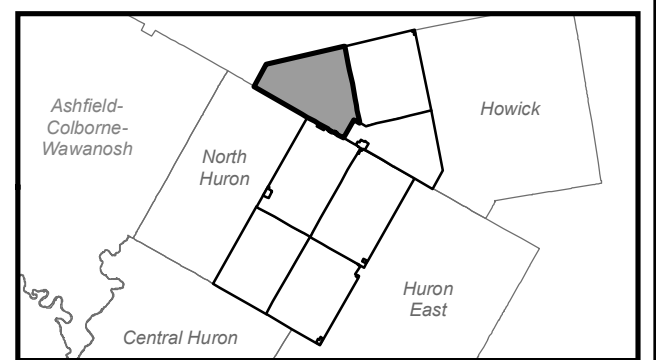 Ashfield-
Colborne-
Wawanosh
North
Huron
Howick
Huron
East
Central Huron